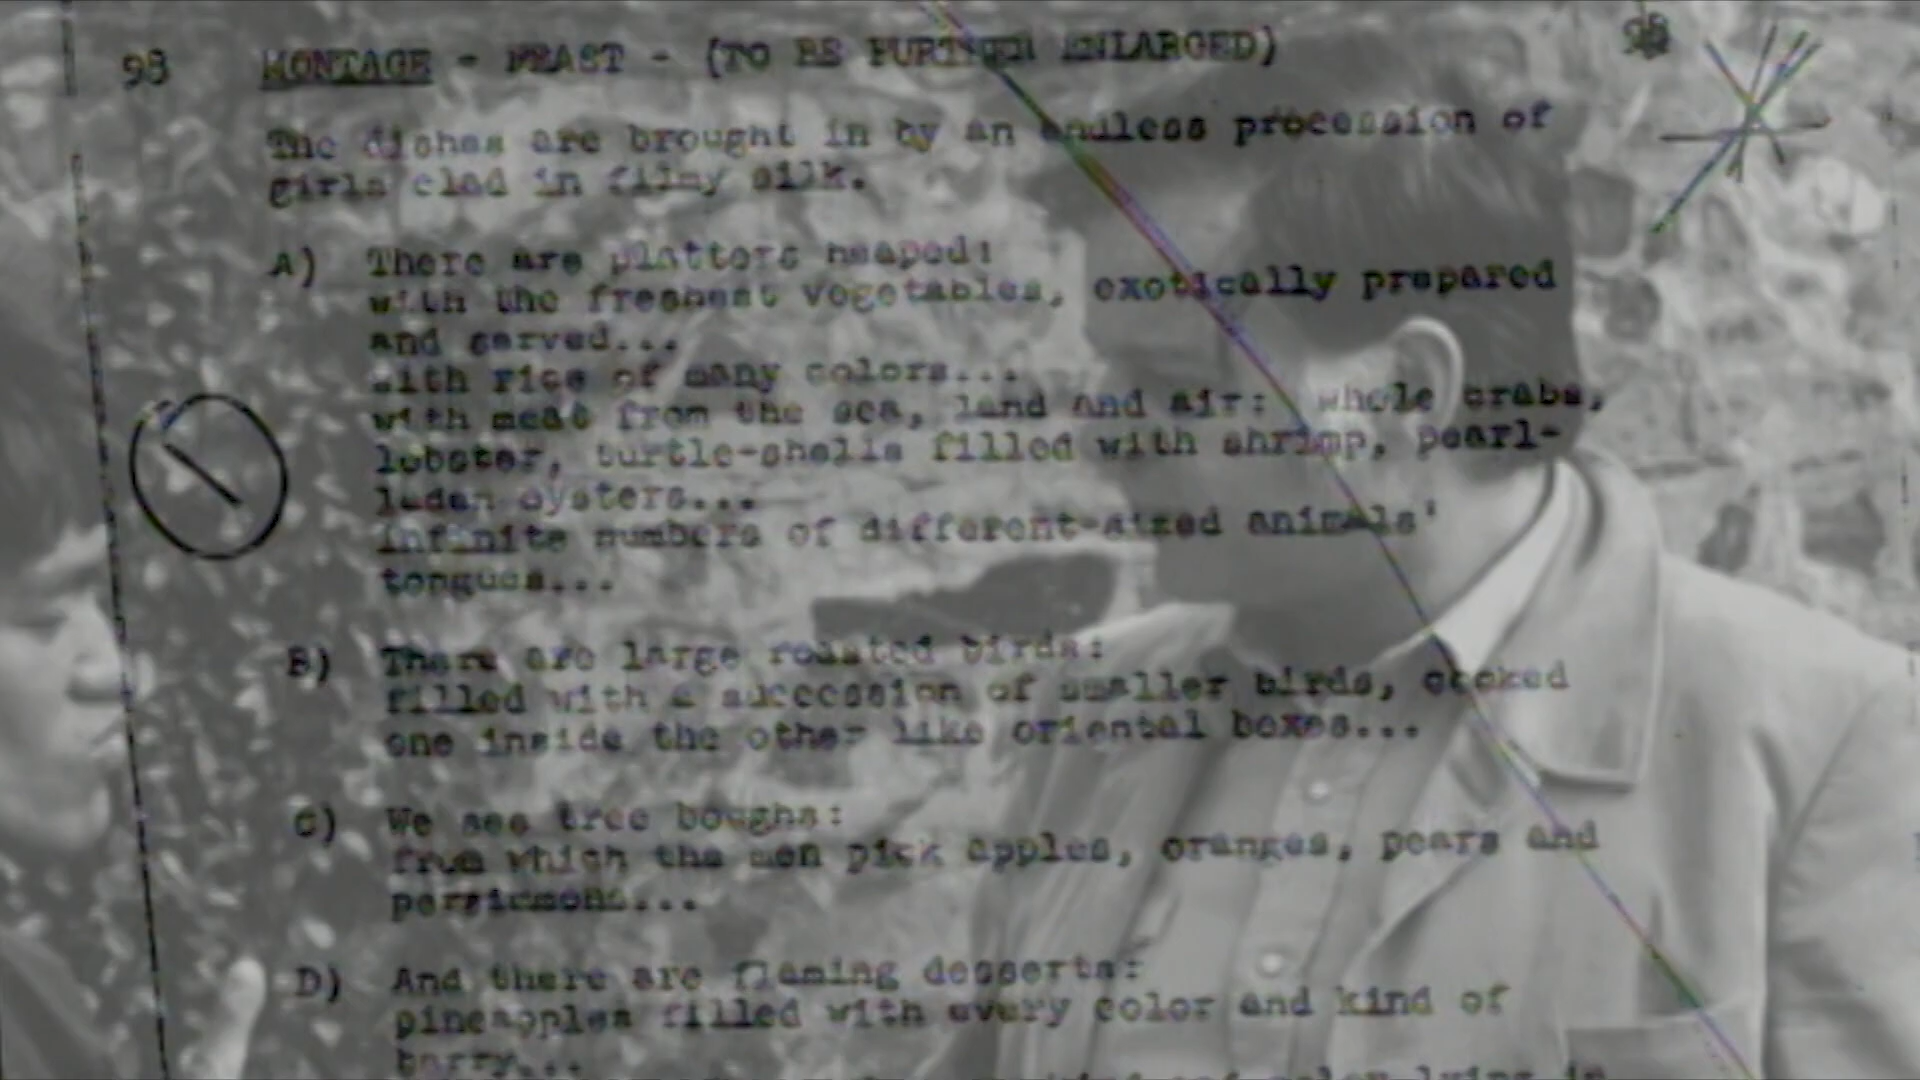 98 MONTAGE - FEAST - (TO BE FURTHER ENLARGED) 98
The dishes are brought in by an endless procession of
girls clad in filmy silk.
A) There are platters heaped:
with the freshest vegetables, exotically prepared
and served...
with rice of many colors...
with meat from the sea, land and air: whole crabs,
lobster, turtle-shells filled with shrimp, pearl-
laden oysters...
infinite numbers of different-sized animals'
tongues...
B) There are large roasted birds:
filled with a succession of smaller birds, cooked
one inside the other like oriental boxes...
C) We see tree boughs:
from which the men pick apples, oranges, pears and
persimmons...
D) And there are flaming desserts:
pineapples filled with every color and kind of
berry...